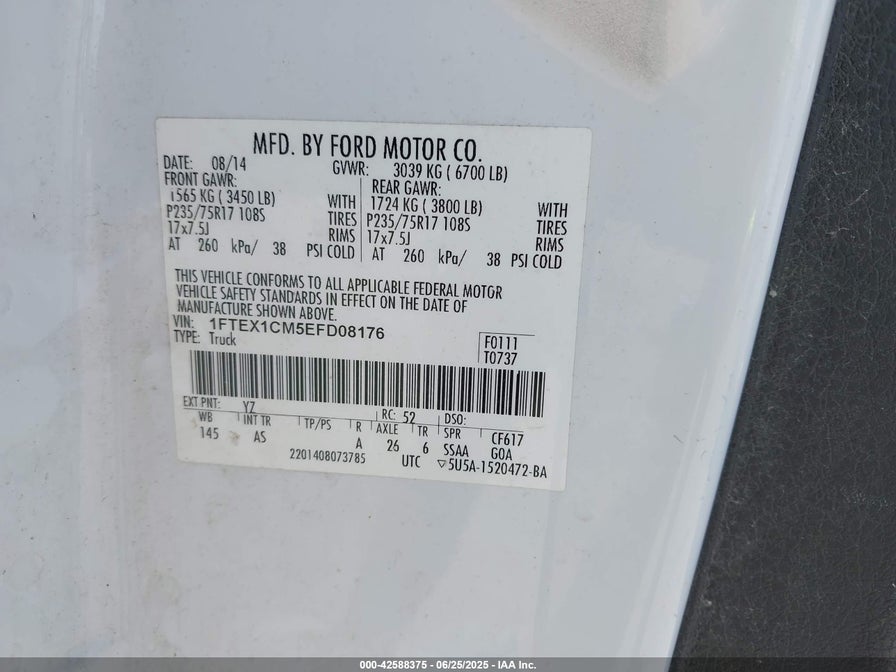 MFD. BY FORD MOTOR CO.
DATE: 08/14 GVWR: 3039 KG ( 6700 LB)
FRONT GAWR: REAR GAWR:
1565 KG ( 3450 LB) WITH 1724 KG ( 3800 LB) WITH
P235/75R17 108S TIRES P235/75R17 108S TIRES
17x7.5J RIMS 17x7.5J RIMS
AT 260 kPa/ 38 PSI COLD AT 260 kPa/ 38 PSI COLD
THIS VEHICLE CONFORMS TO ALL APPLICABLE FEDERAL MOTOR
VEHICLE SAFETY STANDARDS IN EFFECT ON THE DATE OF
MANUFACTURE SHOWN ABOVE.
VIN: 1FTEX1CM5EFD08176
TYPE: Truck
F0111
T0737
EXT PNT: YZ RC: 52 DSO:
WB INT TR TP/PS R AXLE TR SPR CF617
145 AS A 26 6 SSAA GOA
2201408073785 UTC ▽5U5A-1520472-BA
000-42588375 / 06/25/2025 - IAA Inc.